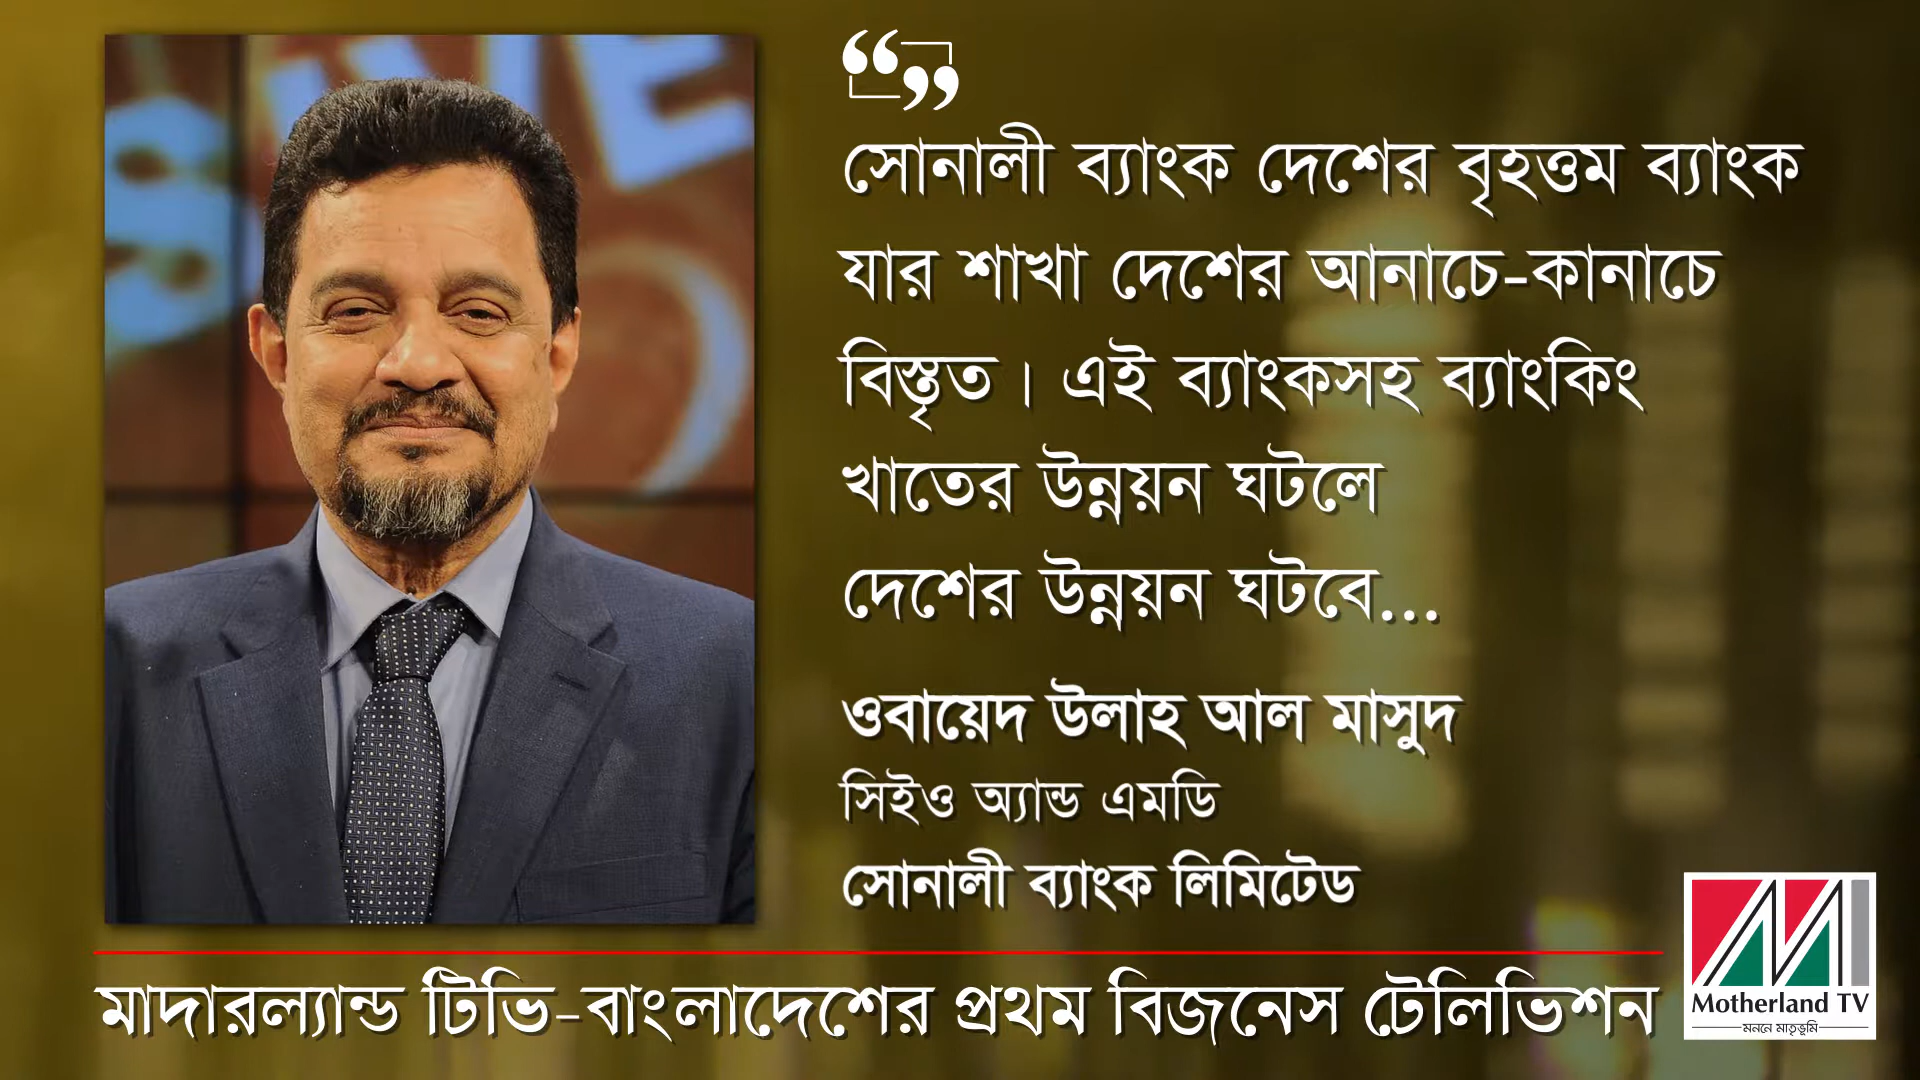 সোনালী ব্যাংক দেশের বৃহত্তম ব্যাংক
যার শাখা দেশের আনাচে-কানাচে
বিস্তৃত। এই ব্যাংকসহ ব্যাংকিং
খাতের উন্নয়ন ঘটলে
দেশের উন্নয়ন ঘটবে...
ওবায়েদ উলাহ আল মাসুদ
সিইও অ্যান্ড এমডি
সোনালী ব্যাংক লিমিটেড
মাদারল্যান্ড টিভি-বাংলাদেশের প্রথম বিজনেস টেলিভিশন
Motherland TV
মননে মাতৃভূমি